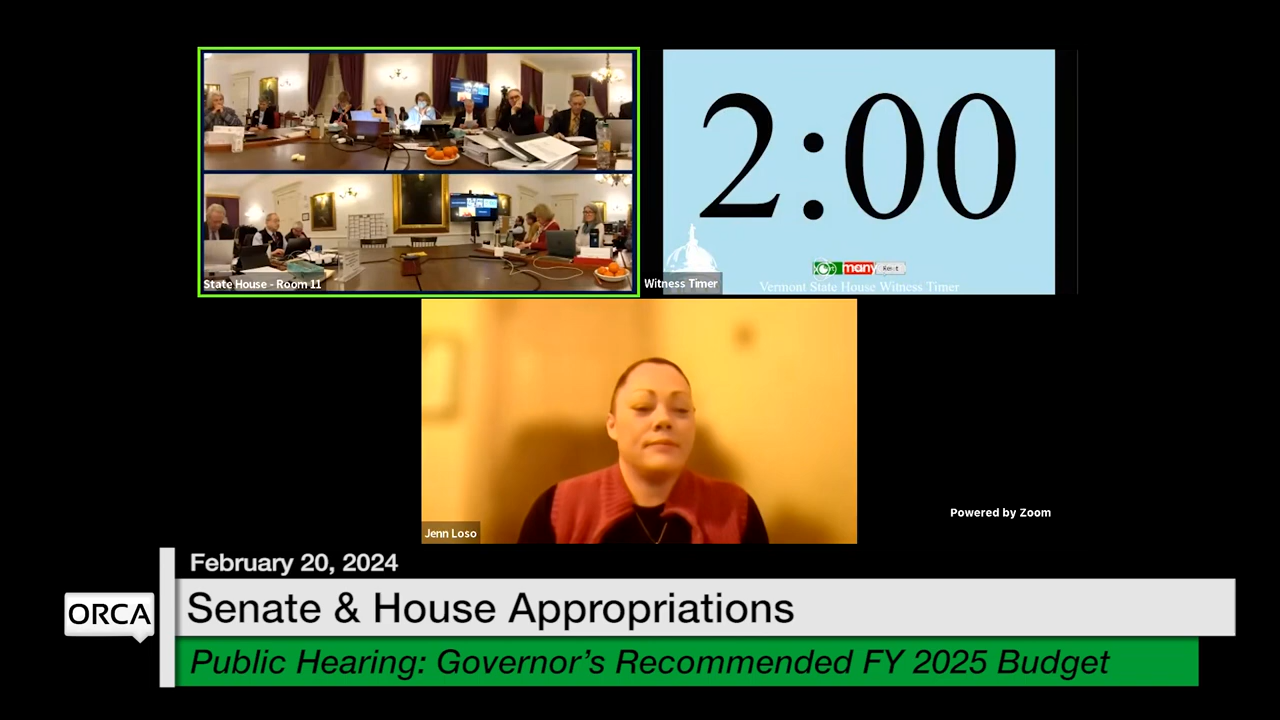 2:00
many
Vermont State House Witness Timer
State House - Room 11
Witness Timer
Jenn Loso
Powered by Zoom
February 20, 2024
ORCA
Senate & House Appropriations
Public Hearing: Governor's Recommended FY 2025 Budget